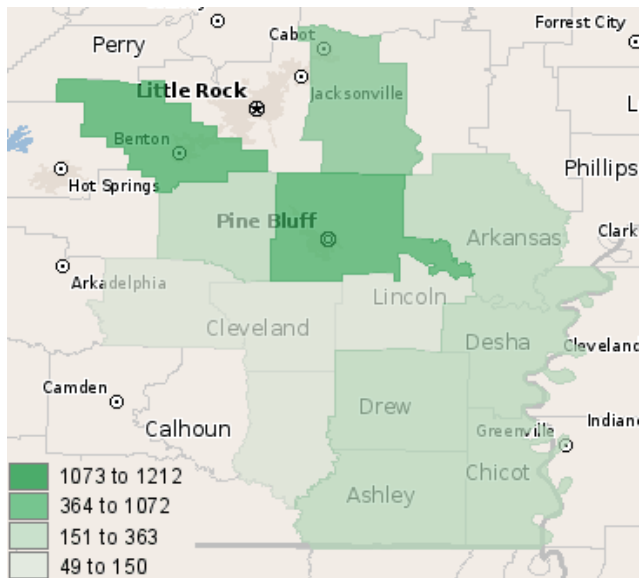 Forrest City
Cabot
Perry
Little Rock
Jacksonville
Benton
Phillips
Hot Springs
Pine Bluff
Arkansas
Clark
Arkadelphia
Lincoln
Cleveland
Desha
Cleveland
Camden
Drew
Calhoun
Greenville
Indian
Chicot
Ashley
1073 to 1212
364 to 1072
151 to 363
49 to 150